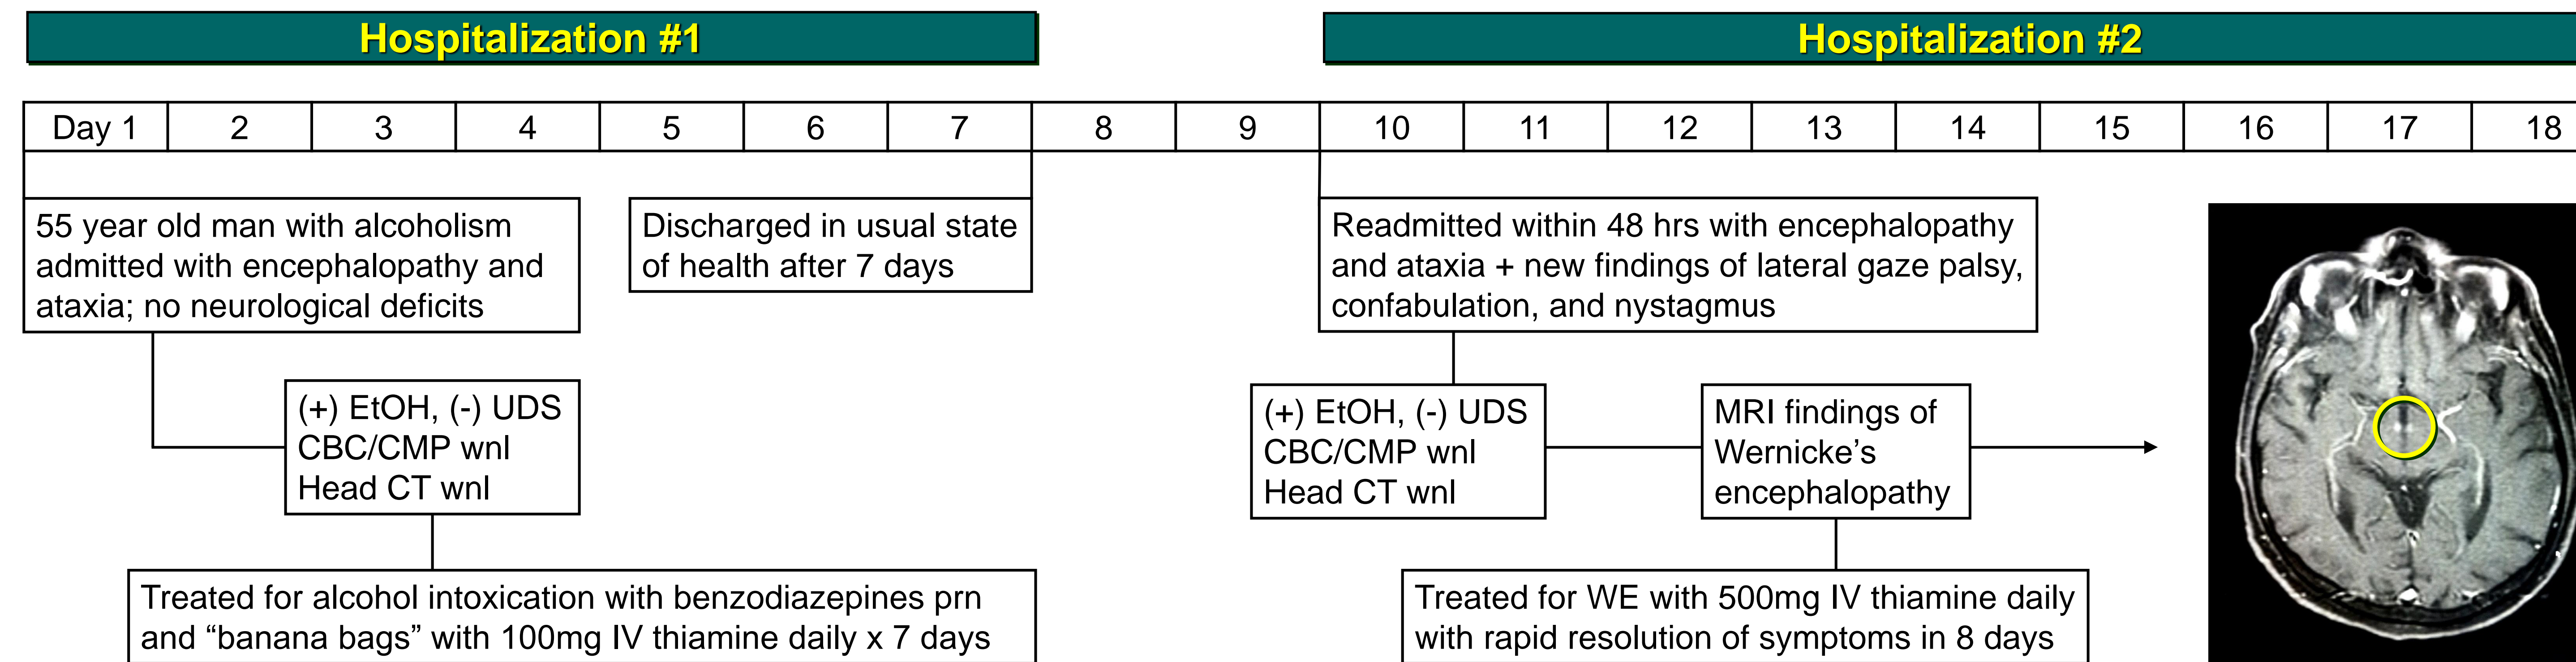 Hospitalization #1
Hospitalization #2
Day 1 2 3 4 5 6 7 8 9 10 11 12 13 14 15 16 17 18
55 year old man with alcoholism
admitted with encephalopathy and
ataxia; no neurological deficits
Discharged in usual state
of health after 7 days
Readmitted within 48 hrs with encephalopathy
and ataxia + new findings of lateral gaze palsy,
confabulation, and nystagmus
(+) EtOH, (-) UDS
CBC/CMP wnl
Head CT wnl
(+) EtOH, (-) UDS
CBC/CMP wnl
Head CT wnl
MRI findings of
Wernicke’s
encephalopathy
Treated for alcohol intoxication with benzodiazepines prn
and “banana bags” with 100mg IV thiamine daily x 7 days
Treated for WE with 500mg IV thiamine daily
with rapid resolution of symptoms in 8 days